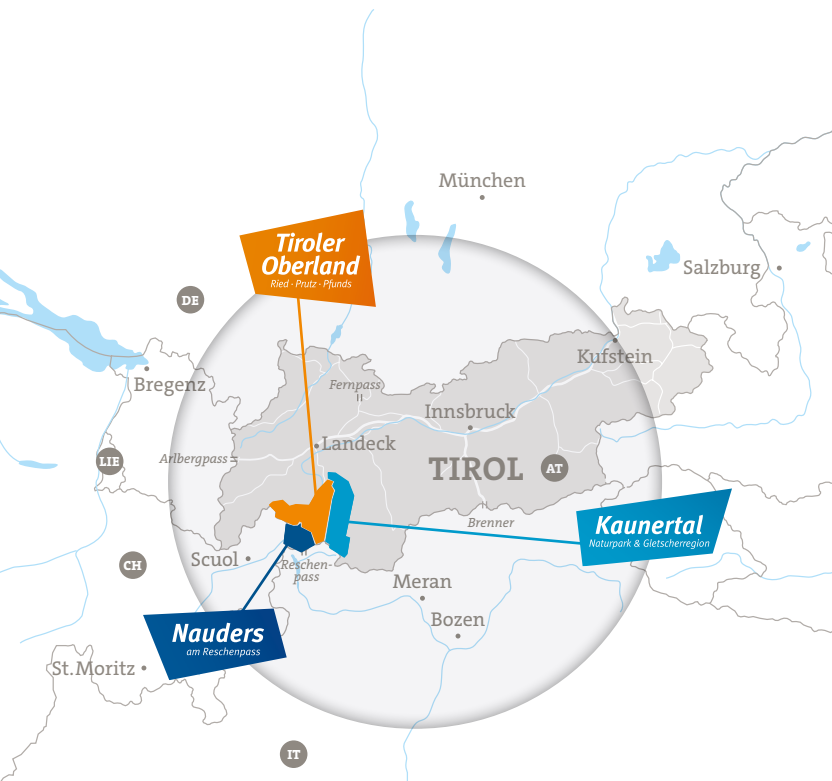 München
Tiroler
Oberland
Ried · Prutz · Pfunds
Salzburg
DE
Kufstein
Bregenz
Fernpass
Innsbruck
Landeck
Arlbergpass
LIE
TIROL
AT
Kaunertal
Naturpark & Gletscherregion
Brenner
Scuol
CH
Reschen-
pass
Meran
Bozen
Nauders
am Reschenpass
St.Moritz
IT